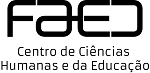 FAED
Centro de Ciências
Humanas e da Educação